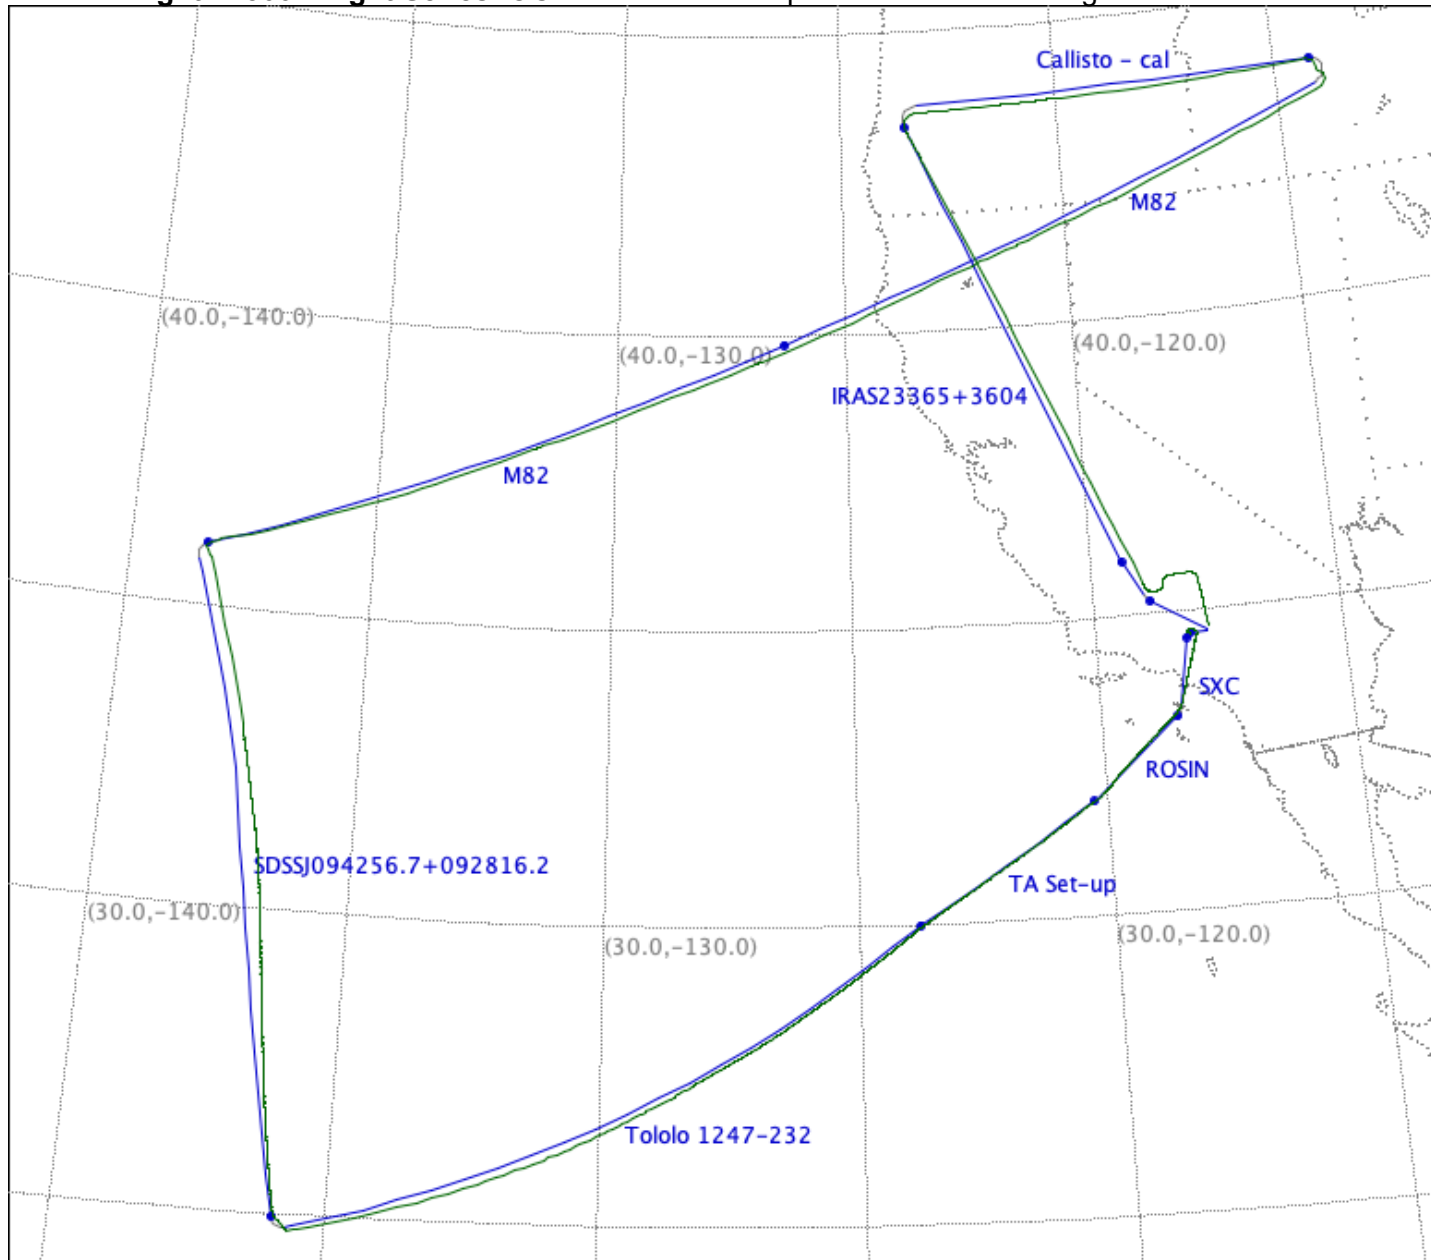 Callisto - cal
M82
(40.0,-140.0)
(40.0,-130.0)
(40.0,-120.0)
IRAS23365+3604
M82
SXC
ROSIN
SDSSJ094256.7+092816.2
TA Set-up
(30.0,-140.0)
(30.0,-130.0)
(30.0,-120.0)
Tololo 1247-232